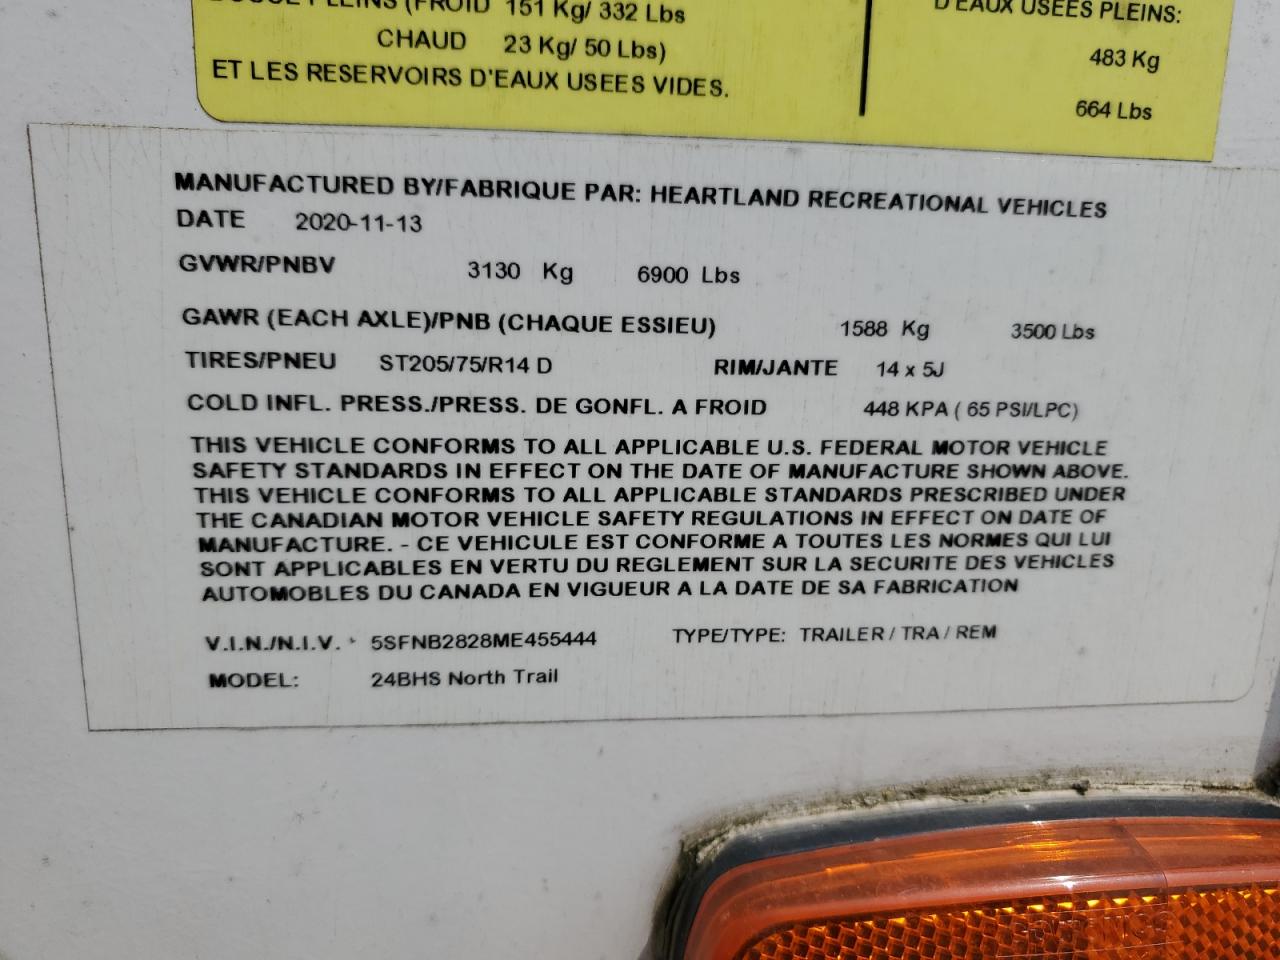 PLEINS (FROID 151 Kg/ 332 Lbs
CHAUD 23 Kg/ 50 Lbs)
ET LES RESERVOIRS D'EAUX USEES VIDES.
D'EAUX USEES PLEINS:
483 Kg
664 Lbs
MANUFACTURED BY/FABRIQUE PAR: HEARTLAND RECREATIONAL VEHICLES
DATE 2020-11-13
GVWR/PNBV 3130 Kg 6900 Lbs
GAWR (EACH AXLE)/PNB (CHAQUE ESSIEU) 1588 Kg 3500 Lbs
TIRES/PNEU ST205/75/R14 D RIM/JANTE 14 x 5J
COLD INFL. PRESS./PRESS. DE GONFL. A FROID 448 KPA ( 65 PSI/LPC)
THIS VEHICLE CONFORMS TO ALL APPLICABLE U.S. FEDERAL MOTOR VEHICLE
SAFETY STANDARDS IN EFFECT ON THE DATE OF MANUFACTURE SHOWN ABOVE.
THIS VEHICLE CONFORMS TO ALL APPLICABLE STANDARDS PRESCRIBED UNDER
THE CANADIAN MOTOR VEHICLE SAFETY REGULATIONS IN EFFECT ON DATE OF
MANUFACTURE. - CE VEHICULE EST CONFORME A TOUTES LES NORMES QUI LUI
SONT APPLICABLES EN VERTU DU REGLEMENT SUR LA SECURITE DES VEHICLES
AUTOMOBLES DU CANADA EN VIGUEUR A LA DATE DE SA FABRICATION
V.I.N./N.I.V. 5SFNB2828ME455444 TYPE/TYPE: TRAILER / TRA / REM
MODEL: 24BHS North Trail